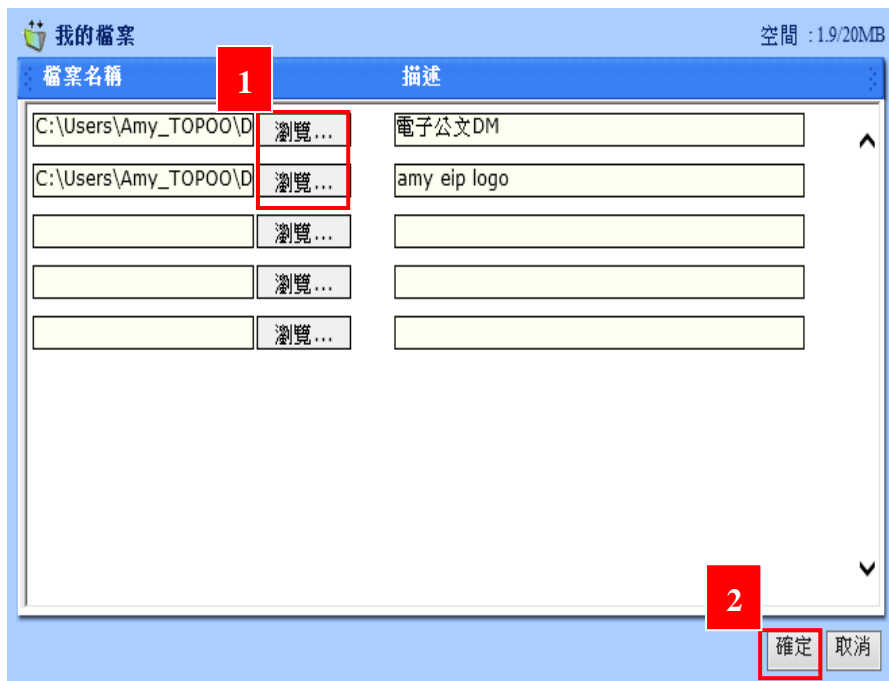 我的檔案 空間 : 1.9/20MB
檔案名稱 1 描述
C:\Users\Amy_TOPOO\D 瀏覽... 電子公文DM
C:\Users\Amy_TOPOO\D 瀏覽... amy eip logo
瀏覽...
瀏覽...
瀏覽...
2
確定 取消